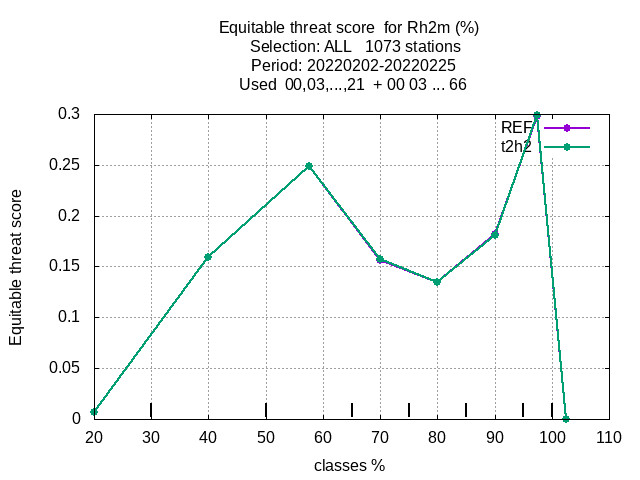 Equitable threat score  for Rh2m (%)
Selection: ALL   1073 stations
Period: 20220202-20220225
Used  00,03,...,21  + 00 03 ... 66
0.3
0.25
0.2
0.15
0.1
0.05
0
Equitable threat score
REF
t2h2
20 30 40 50 60 70 80 90 100 110
classes %